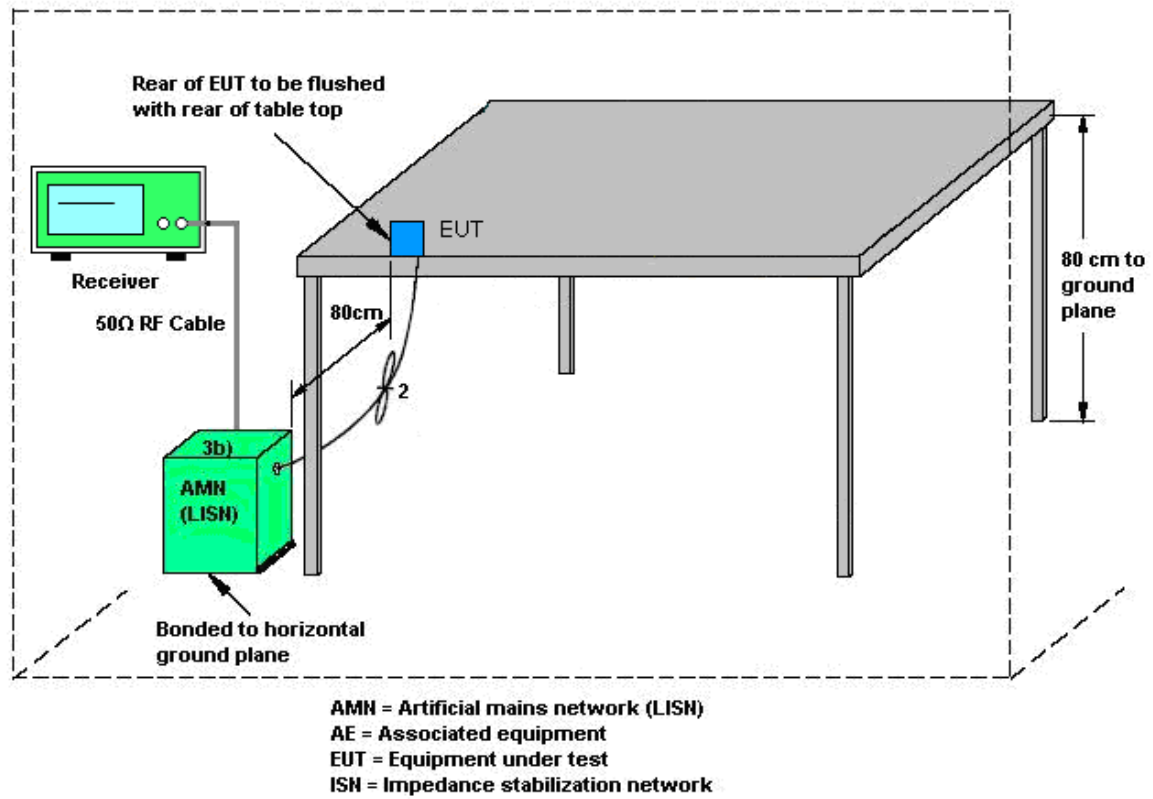 Rear of EUT to be flushed
with rear of table top
EUT
Receiver
80 cm to
ground
plane
80cm
50Ω RF Cable
2
3b)
AMN
(LISN)
Bonded to horizontal
ground plane
AMN = Artificial mains network (LISN)
AE = Associated equipment
EUT = Equipment under test
ISN = Impedance stabilization network